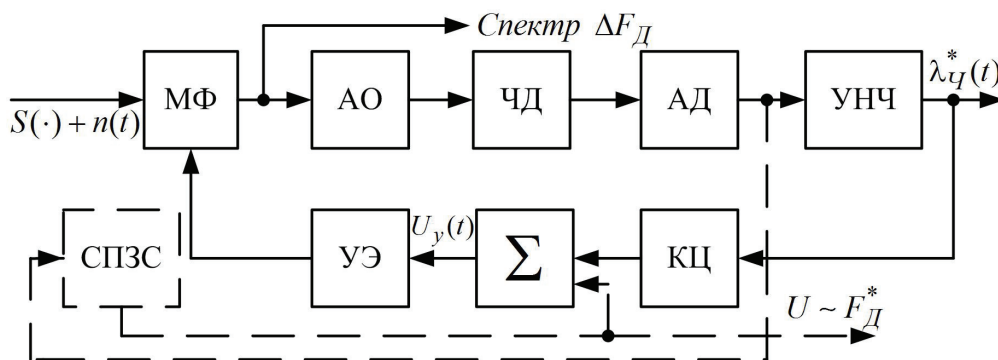 Спектр ΔF_Д
S(·) + n(t)
МФ
АО
ЧД
АД
УНЧ
λ*_Ч(t)
СПЗС
УЭ
U_y(t)
Σ
КЦ
U ~ F*_Д